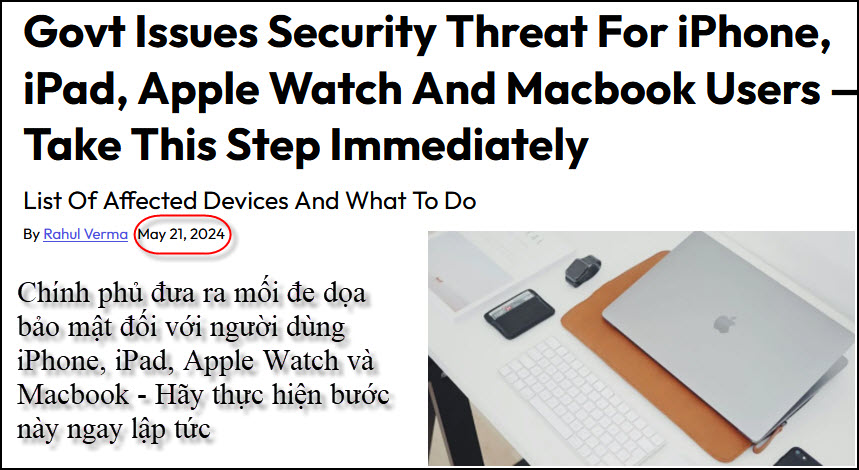 Govt Issues Security Threat For iPhone,
iPad, Apple Watch And Macbook Users —
Take This Step Immediately
List Of Affected Devices And What To Do
By Rahul Verma May 21, 2024
Chính phủ đưa ra mối đe dọa
bảo mật đối với người dùng
iPhone, iPad, Apple Watch và
Macbook - Hãy thực hiện bước
này ngay lập tức